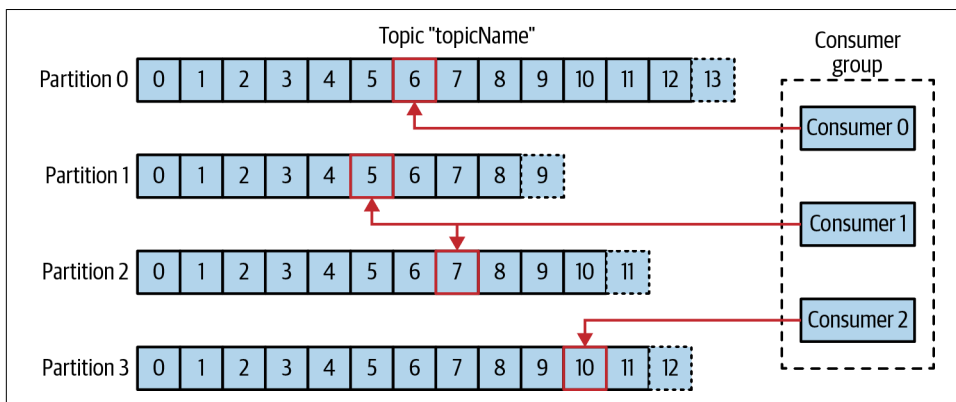 Topic "topicName"
Consumer
group
Partition 0 0 1 2 3 4 5 6 7 8 9 10 11 12 13
Consumer 0
Partition 1 0 1 2 3 4 5 6 7 8 9
Consumer 1
Partition 2 0 1 2 3 4 5 6 7 8 9 10 11
Consumer 2
Partition 3 0 1 2 3 4 5 6 7 8 9 10 11 12